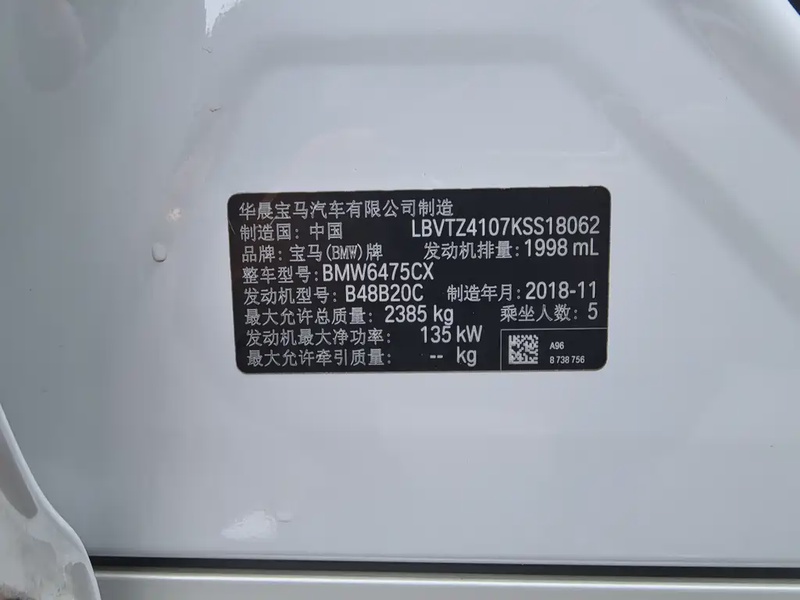 华晨宝马汽车有限公司制造
制造国：中国 LBVTZ4107KSS18062
品牌：宝马(BMW)牌 发动机排量：1998 mL
整车型号：BMW6475CX
发动机型号：B48B20C 制造年月：2018-11
最大允许总质量：2385 kg 乘坐人数：5
发动机最大净功率：135 kW
最大允许牵引质量：-- kg
A96
8 738 756